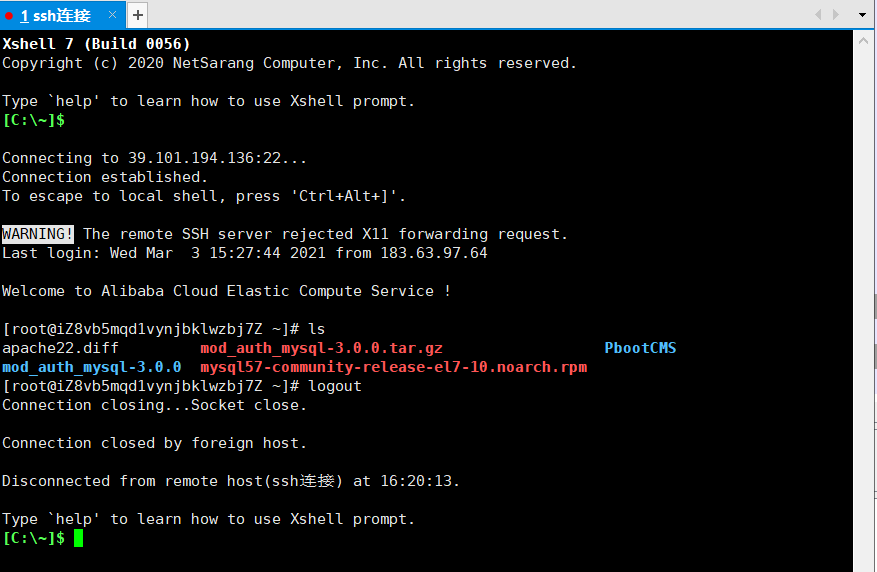 1 ssh连接 × +
Xshell 7 (Build 0056)
Copyright (c) 2020 NetSarang Computer, Inc. All rights reserved.
Type `help' to learn how to use Xshell prompt.
[C:\~]$
Connecting to 39.101.194.136:22...
Connection established.
To escape to local shell, press 'Ctrl+Alt+]'.
WARNING! The remote SSH server rejected X11 forwarding request.
Last login: Wed Mar  3 15:27:44 2021 from 183.63.97.64
Welcome to Alibaba Cloud Elastic Compute Service !
[root@iZ8vb5mqd1vynjbklwzbj7Z ~]# ls
apache22.diff         mod_auth_mysql-3.0.0.tar.gz                  PbootCMS
mod_auth_mysql-3.0.0  mysql57-community-release-el7-10.noarch.rpm
[root@iZ8vb5mqd1vynjbklwzbj7Z ~]# logout
Connection closing...Socket close.
Connection closed by foreign host.
Disconnected from remote host(ssh连接) at 16:20:13.
Type `help' to learn how to use Xshell prompt.
[C:\~]$